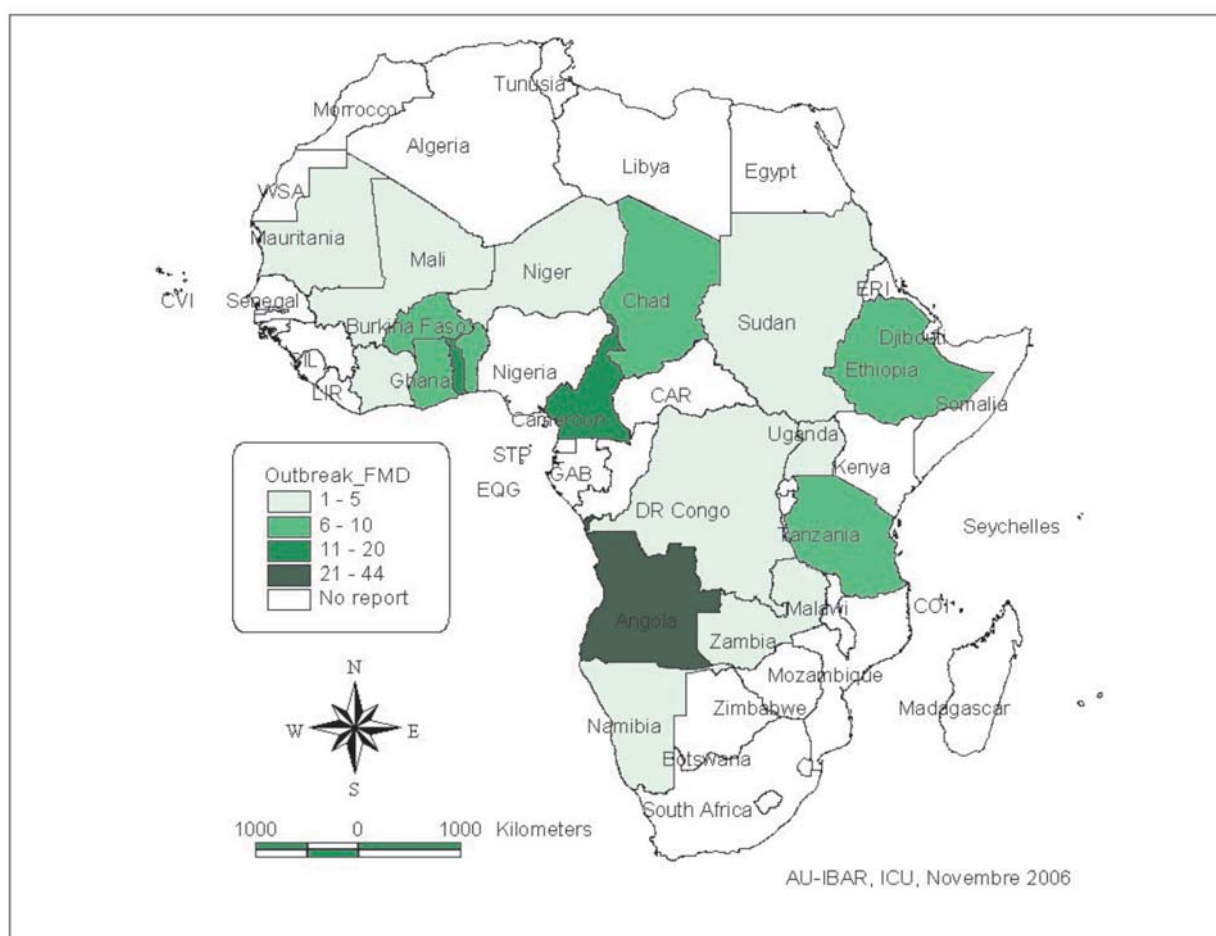 Tunusia
Morrocco
Algeria
Libya
Egypt
WSA
Mauritania
Mali
Niger
Chad
Sudan
ERI
CVI
Senegal
Burkina Faso
Djibouti
Ethiopia
Ghana
Nigeria
CAR
Somalia
LIR
Cameroon
Uganda
Kenya
STP
GAB
EQG
DR Congo
Tanzania
Seychelles
Angola
Malawi
Zambia
Mozambique
Namibia
Zimbabwe
Madagascar
Botswana
South Africa
Outbreak_FMD
1 - 5
6 - 10
11 - 20
21 - 44
No report
N
W E
S
1000 0 1000 Kilometers
AU-IBAR, ICU, Novembre 2006